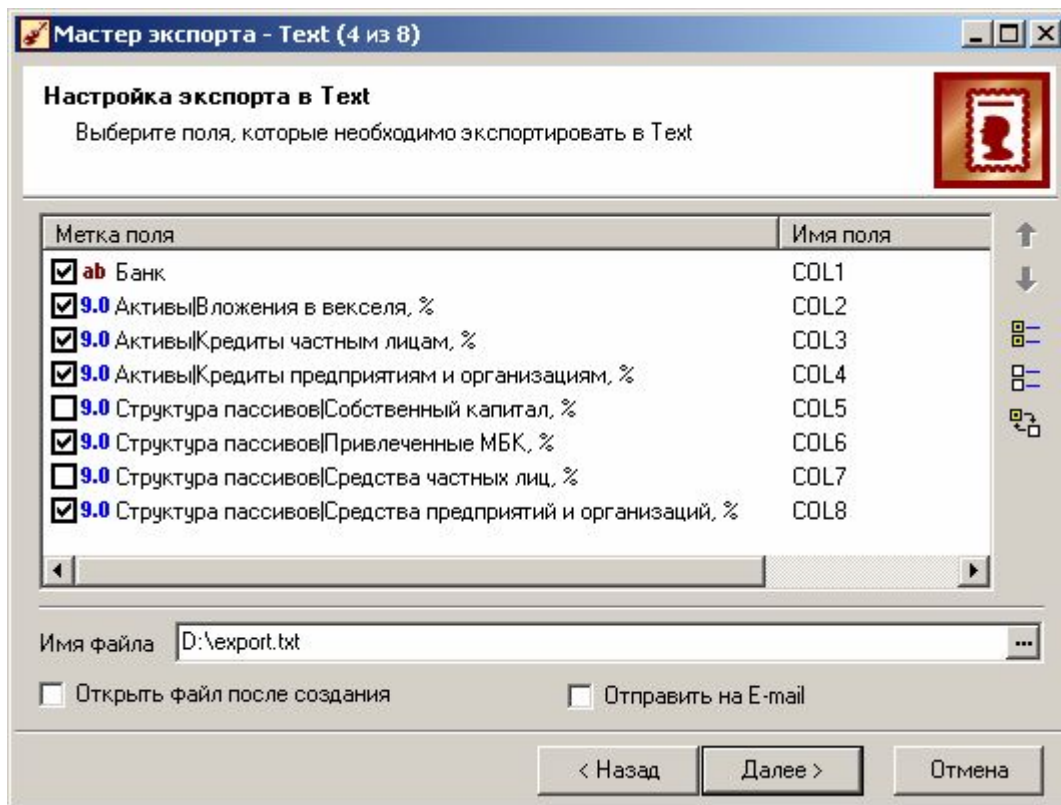 Мастер экспорта - Text (4 из 8)
Настройка экспорта в Text
Выберите поля, которые необходимо экспортировать в Text
Метка поля Имя поля
ab Банк COL1
9.0 Активы|Вложения в векселя, % COL2
9.0 Активы|Кредиты частным лицам, % COL3
9.0 Активы|Кредиты предприятиям и организациям, % COL4
9.0 Структура пассивов|Собственный капитал, % COL5
9.0 Структура пассивов|Привлеченные МБК, % COL6
9.0 Структура пассивов|Средства частных лиц, % COL7
9.0 Структура пассивов|Средства предприятий и организаций, % COL8
Имя файла D:\export.txt ...
Открыть файл после создания Отправить на E-mail
< Назад Далее > Отмена